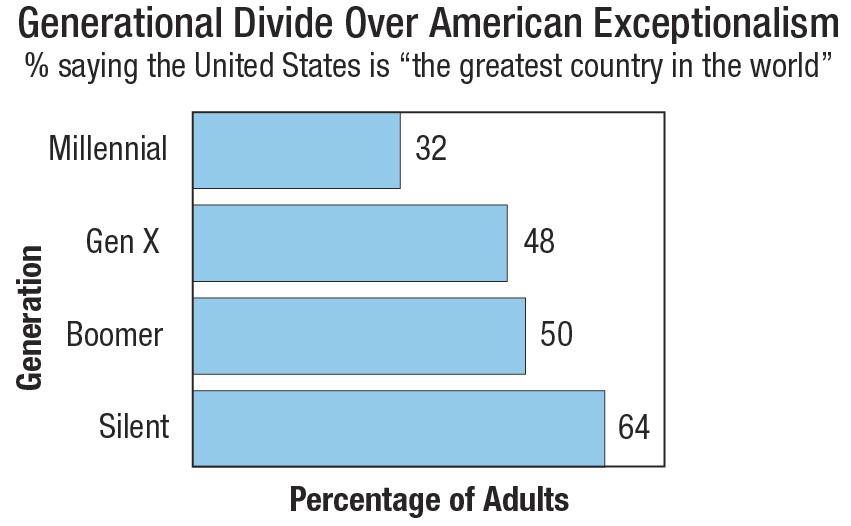 Generational Divide Over American Exceptionalism
% saying the United States is “the greatest country in the world”
Millennial 32
Gen X 48
Boomer 50
Silent 64
Generation
Percentage of Adults